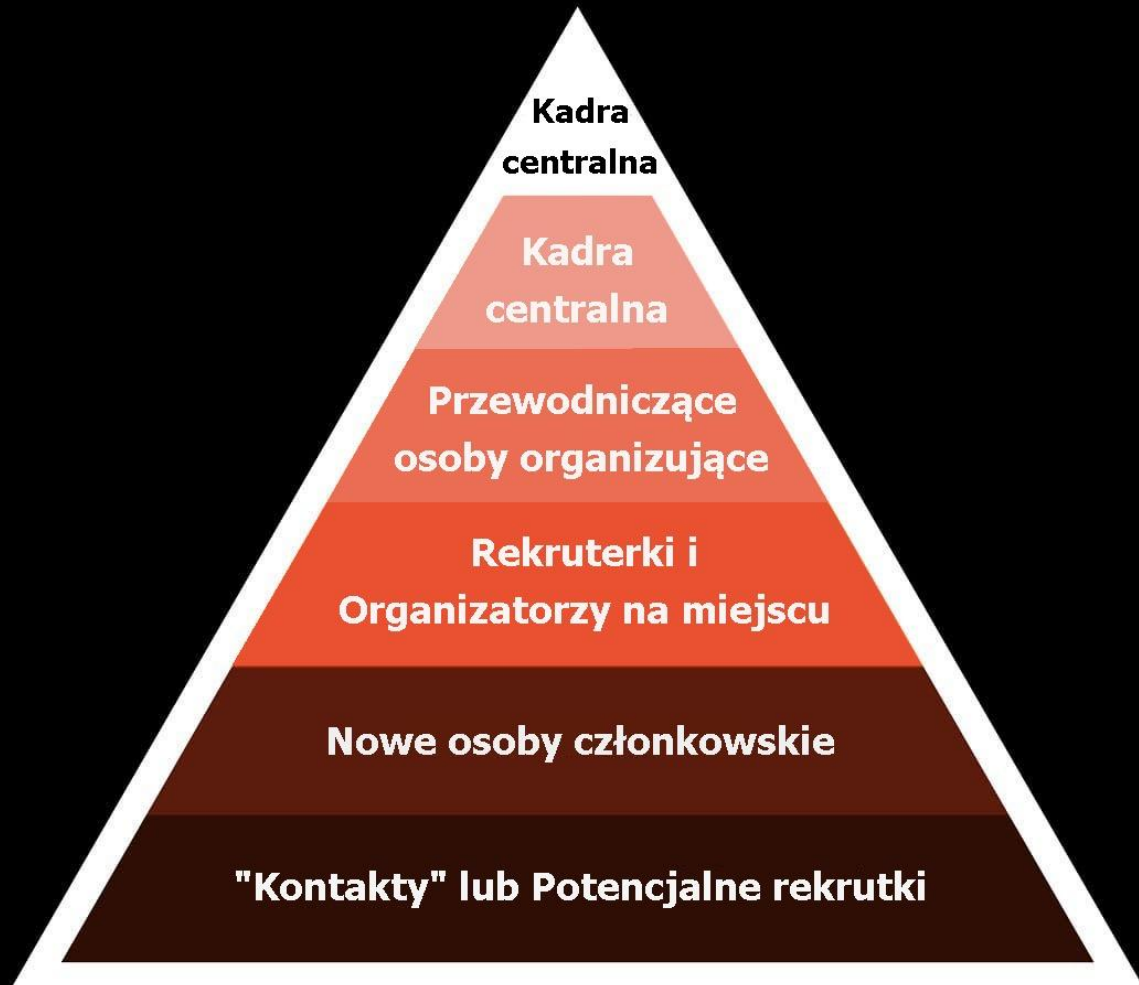 Kadra
centralna
Kadra
centralna
Przewodniczące
osoby organizujące
Rekruterki i
Organizatorzy na miejscu
Nowe osoby członkowskie
"Kontakty" lub Potencjalne rekrutki